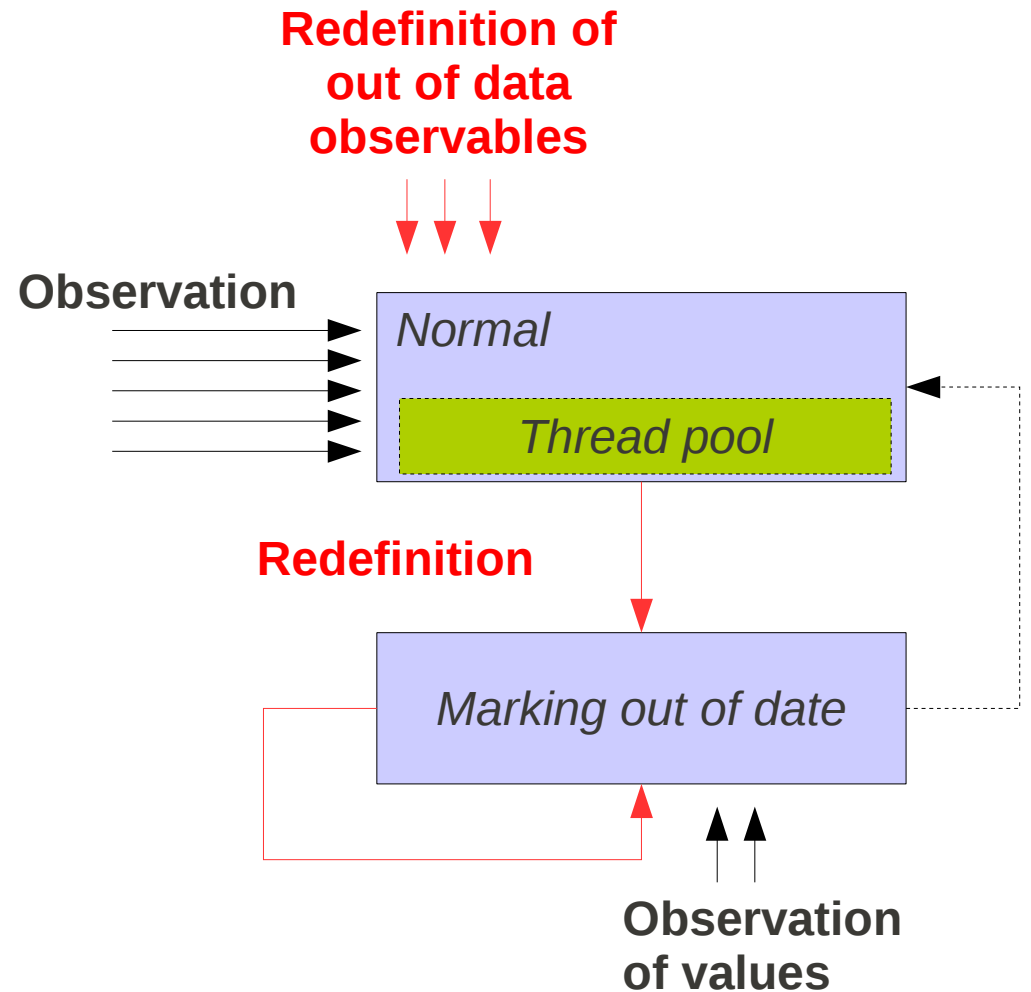 Redefinition of
out of data
observables
Observation
Normal
Thread pool
Redefinition
Marking out of date
Observation
of values